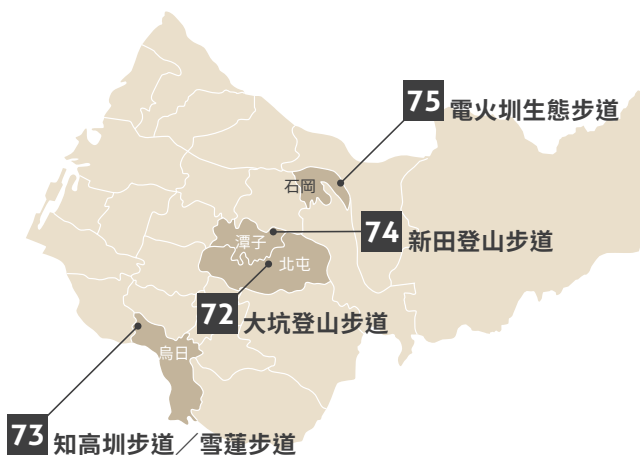 75 電火圳生態步道
石岡
74 新田登山步道
潭子
北屯
72 大坑登山步道
烏日
73 知高圳步道／雪蓮步道